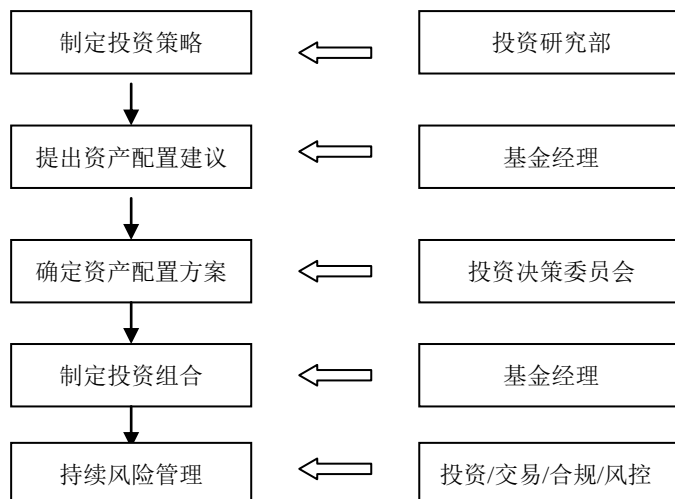 制定投资策略
投资研究部
提出资产配置建议
基金经理
确定资产配置方案
投资决策委员会
制定投资组合
基金经理
持续风险管理
投资/交易/合规/风控